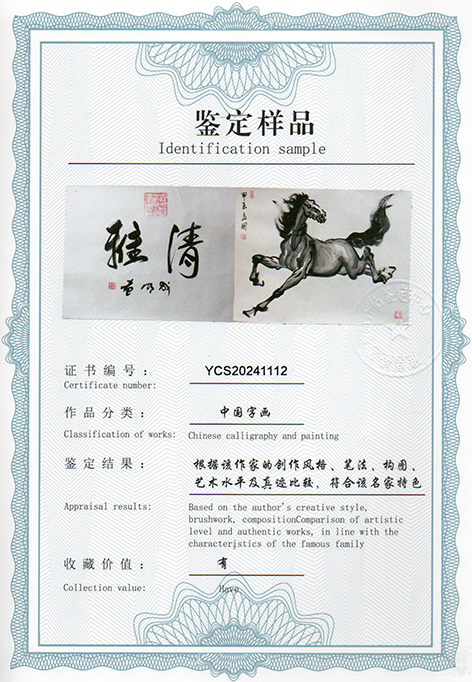 鉴定样品
Identification sample
雅清
甲辰
证书编号： YCS20241112
Certificate number:
作品分类： 中国字画
Classification of works: Chinese calligraphy and painting
鉴定结果： 根据该作家的创作风格、笔法、构图、
艺术水平及真迹比较，符合该名家特色
Appraisal results: Based on the author's creative style,
brushwork, compositionComparison of artistic
level and authentic works, in line with the
characteristics of the famous family
收藏价值： 有
Collection value: Have